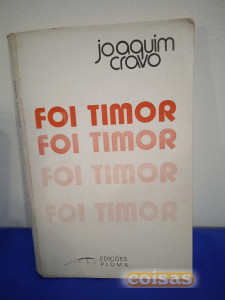 joaquim
cravo
FOI TIMOR
FOI TIMOR
FOI TIMOR
FOI TIMOR
EDIÇÕES
PLUMA
coisas